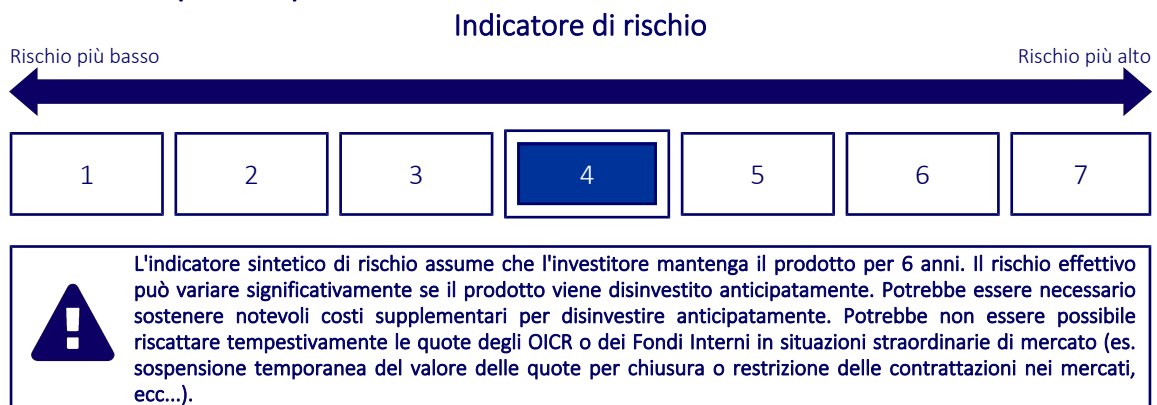 Indicatore di rischio
Rischio più basso
Rischio più alto
1
2
3
4
5
6
7
L'indicatore sintetico di rischio assume che l'investitore mantenga il prodotto per 6 anni. Il rischio effettivo
può variare significativamente se il prodotto viene disinvestito anticipatamente. Potrebbe essere necessario
sostenere notevoli costi supplementari per disinvestire anticipatamente. Potrebbe non essere possibile
riscattare tempestivamente le quote degli OICR o dei Fondi Interni in situazioni straordinarie di mercato (es.
sospensione temporanea del valore delle quote per chiusura o restrizione delle contrattazioni nei mercati,
ecc...).